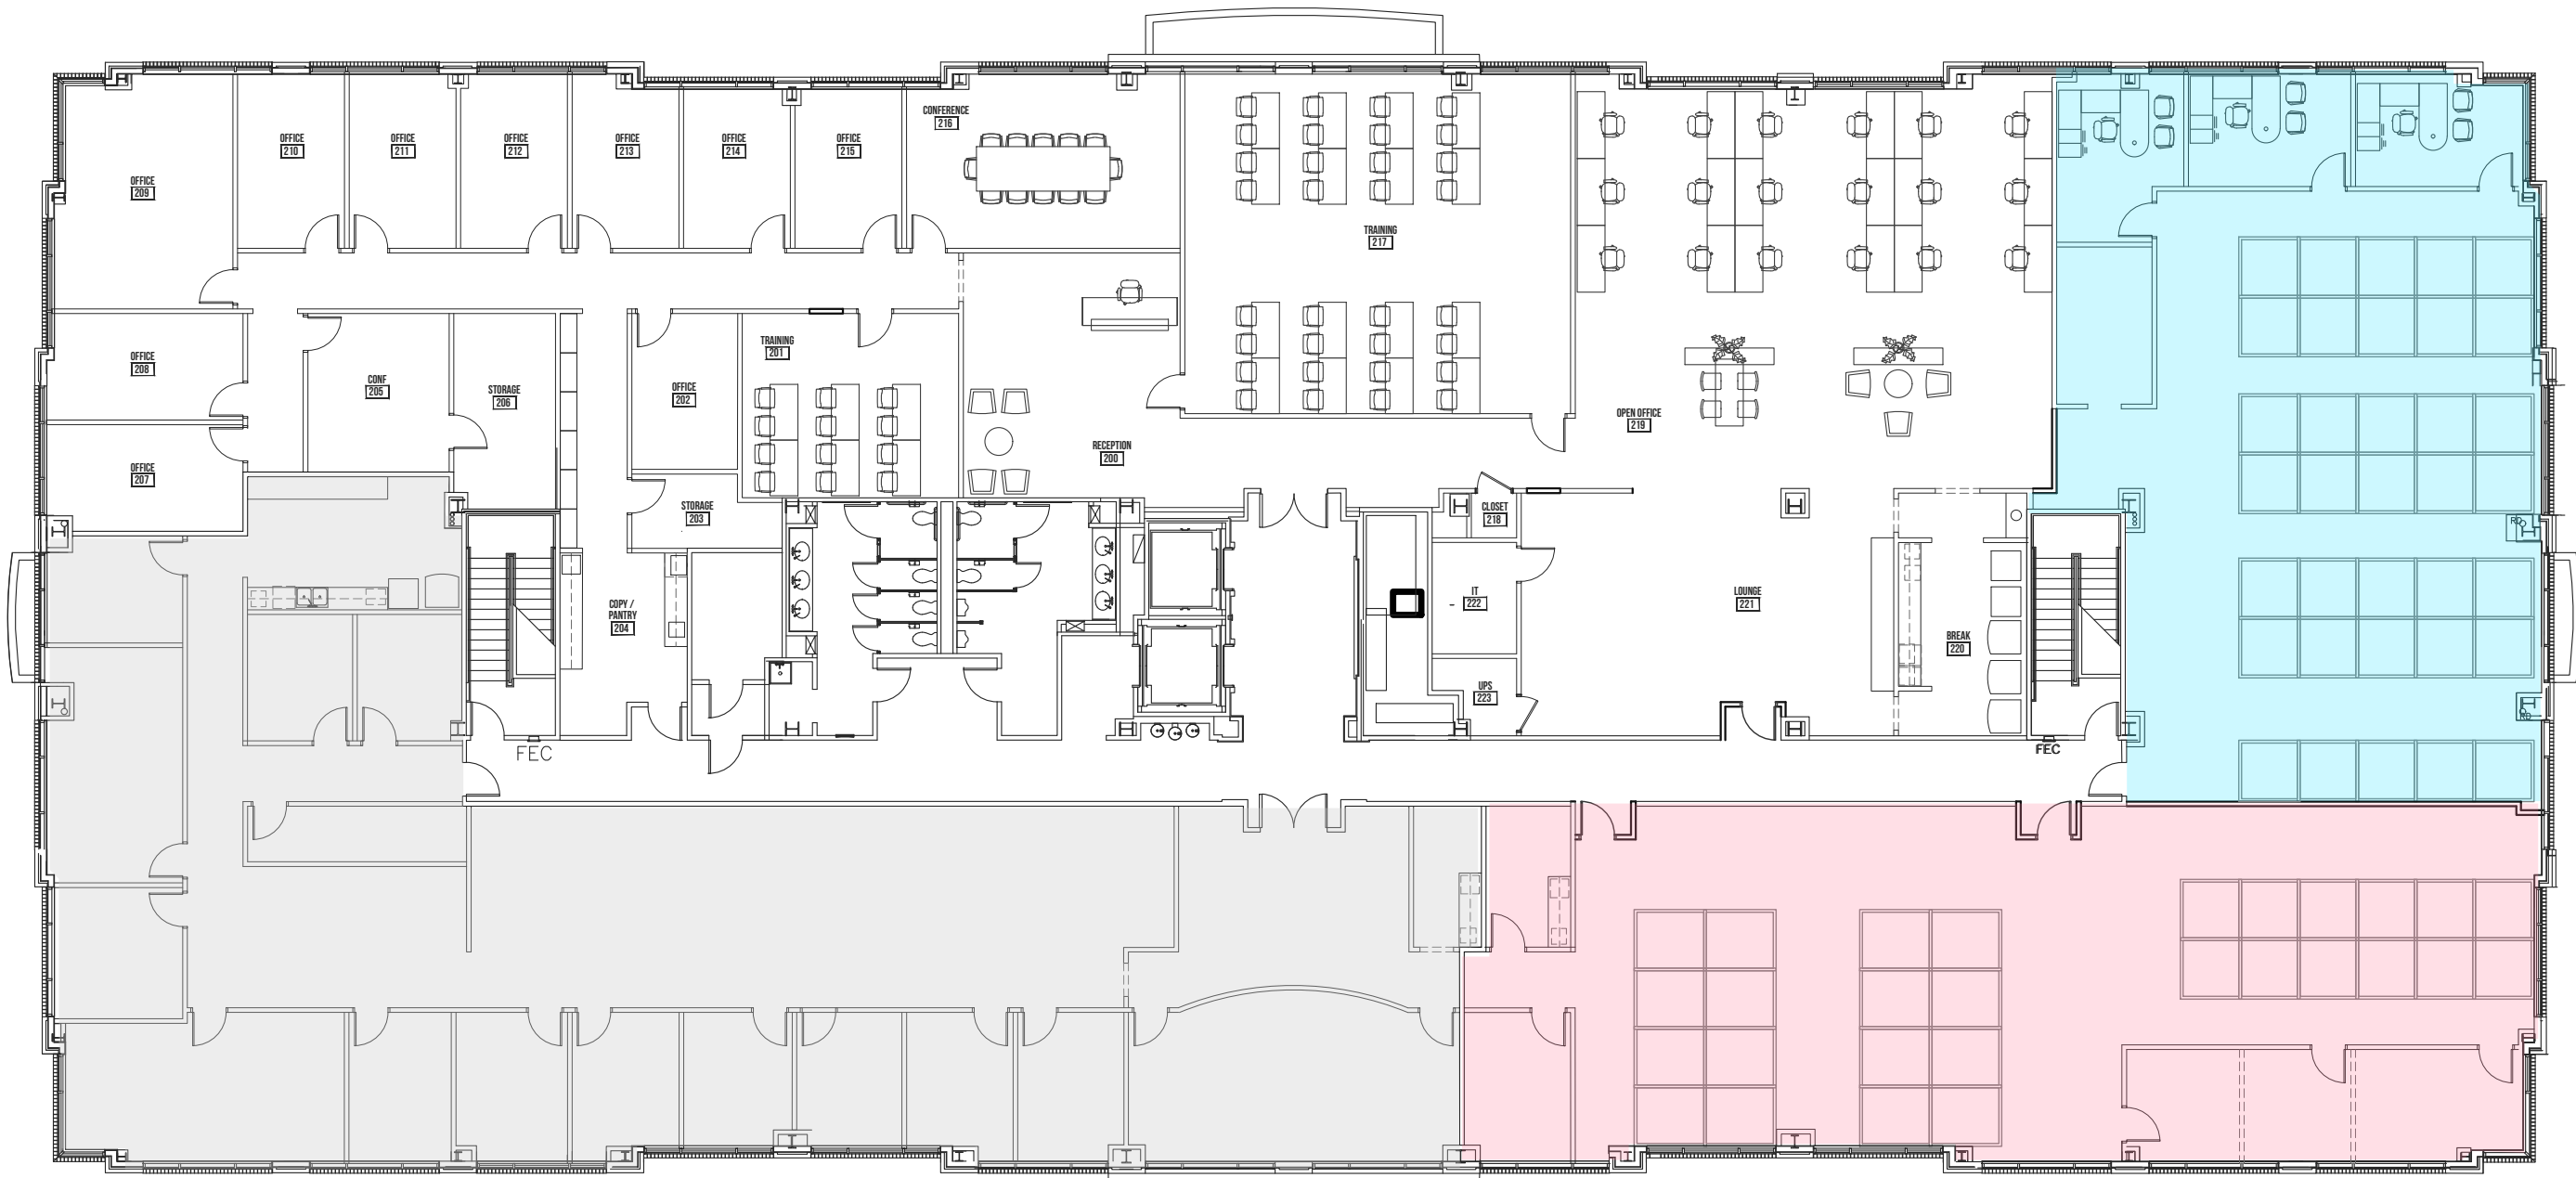 CONFERENCE
216
OFFICE
210
OFFICE
211
OFFICE
212
OFFICE
213
OFFICE
214
OFFICE
215
OFFICE
209
TRAINING
217
TRAINING
201
OFFICE
208
CONF
205
STORAGE
206
OFFICE
202
OPEN OFFICE
219
RECEPTION
200
OFFICE
207
STORAGE
203
CLOSET
218
RD
COPY /
PANTRY
204
IT
222
LOUNGE
221
BREAK
220
UPS
223
RD
FEC
FEC